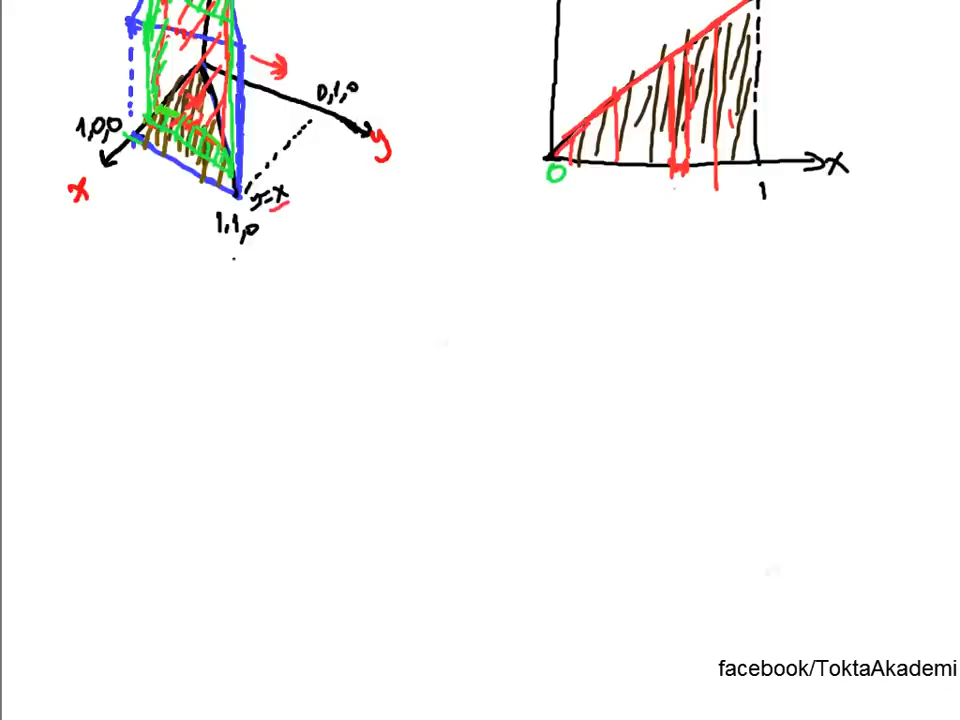 0,1,0
1,0,0
y
x
y=x
1,1,0
0
x
1
facebook/ToktaAkademi